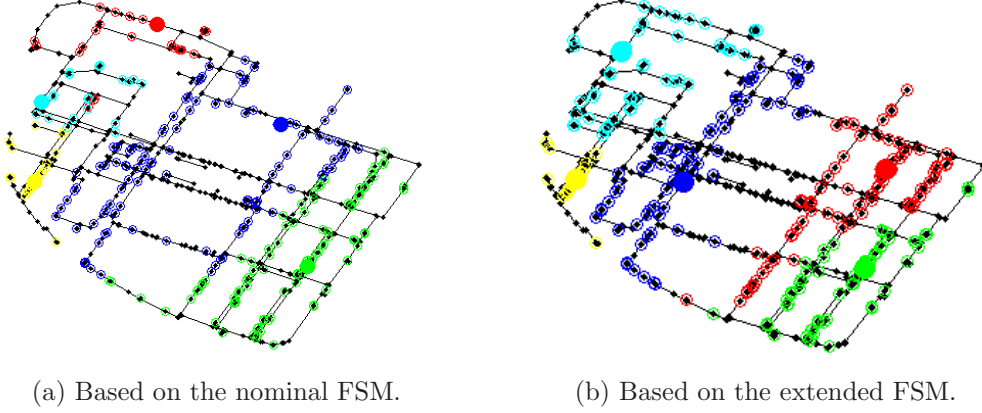 (a) Based on the nominal FSM.
(b) Based on the extended FSM.